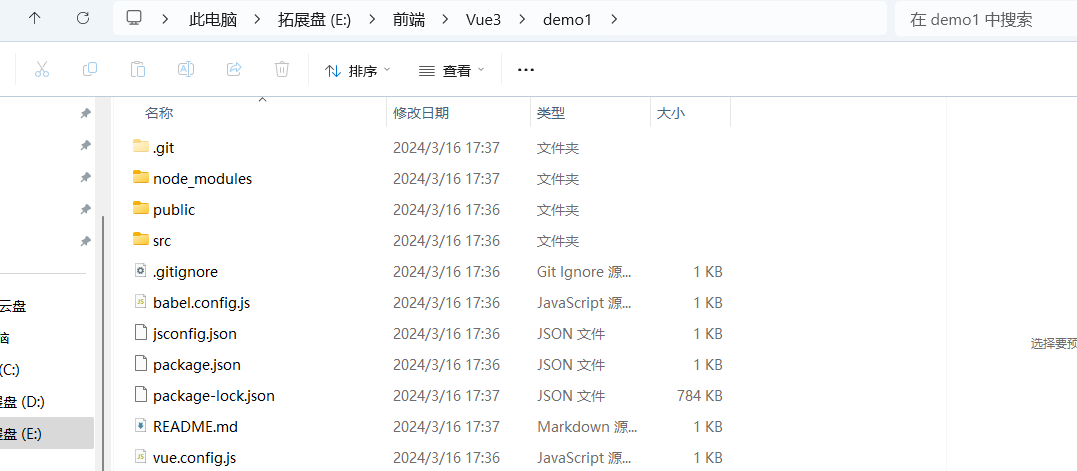 此电脑 > 拓展盘 (E:) > 前端 > Vue3 > demo1 >
在 demo1 中搜索
排序 查看 ...
名称 修改日期 类型 大小
.git 2024/3/16 17:37 文件夹
node_modules 2024/3/16 17:37 文件夹
public 2024/3/16 17:36 文件夹
src 2024/3/16 17:36 文件夹
.gitignore 2024/3/16 17:36 Git Ignore 源... 1 KB
babel.config.js 2024/3/16 17:36 JavaScript 源... 1 KB
jsconfig.json 2024/3/16 17:36 JSON 文件 1 KB
package.json 2024/3/16 17:36 JSON 文件 1 KB
package-lock.json 2024/3/16 17:37 JSON 文件 784 KB
README.md 2024/3/16 17:37 Markdown 源... 1 KB
vue.config.js 2024/3/16 17:36 JavaScript 源... 1 KB
云盘
脑
(C:)
盘 (D:)
盘 (E:)
选择要预